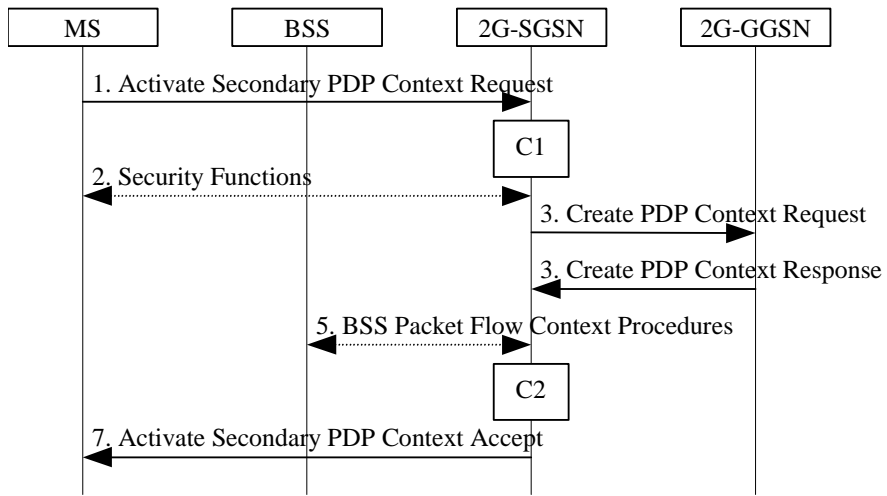 MS
BSS
2G-SGSN
2G-GGSN
1. Activate Secondary PDP Context Request
C1
2. Security Functions
3. Create PDP Context Request
3. Create PDP Context Response
5. BSS Packet Flow Context Procedures
C2
7. Activate Secondary PDP Context Accept